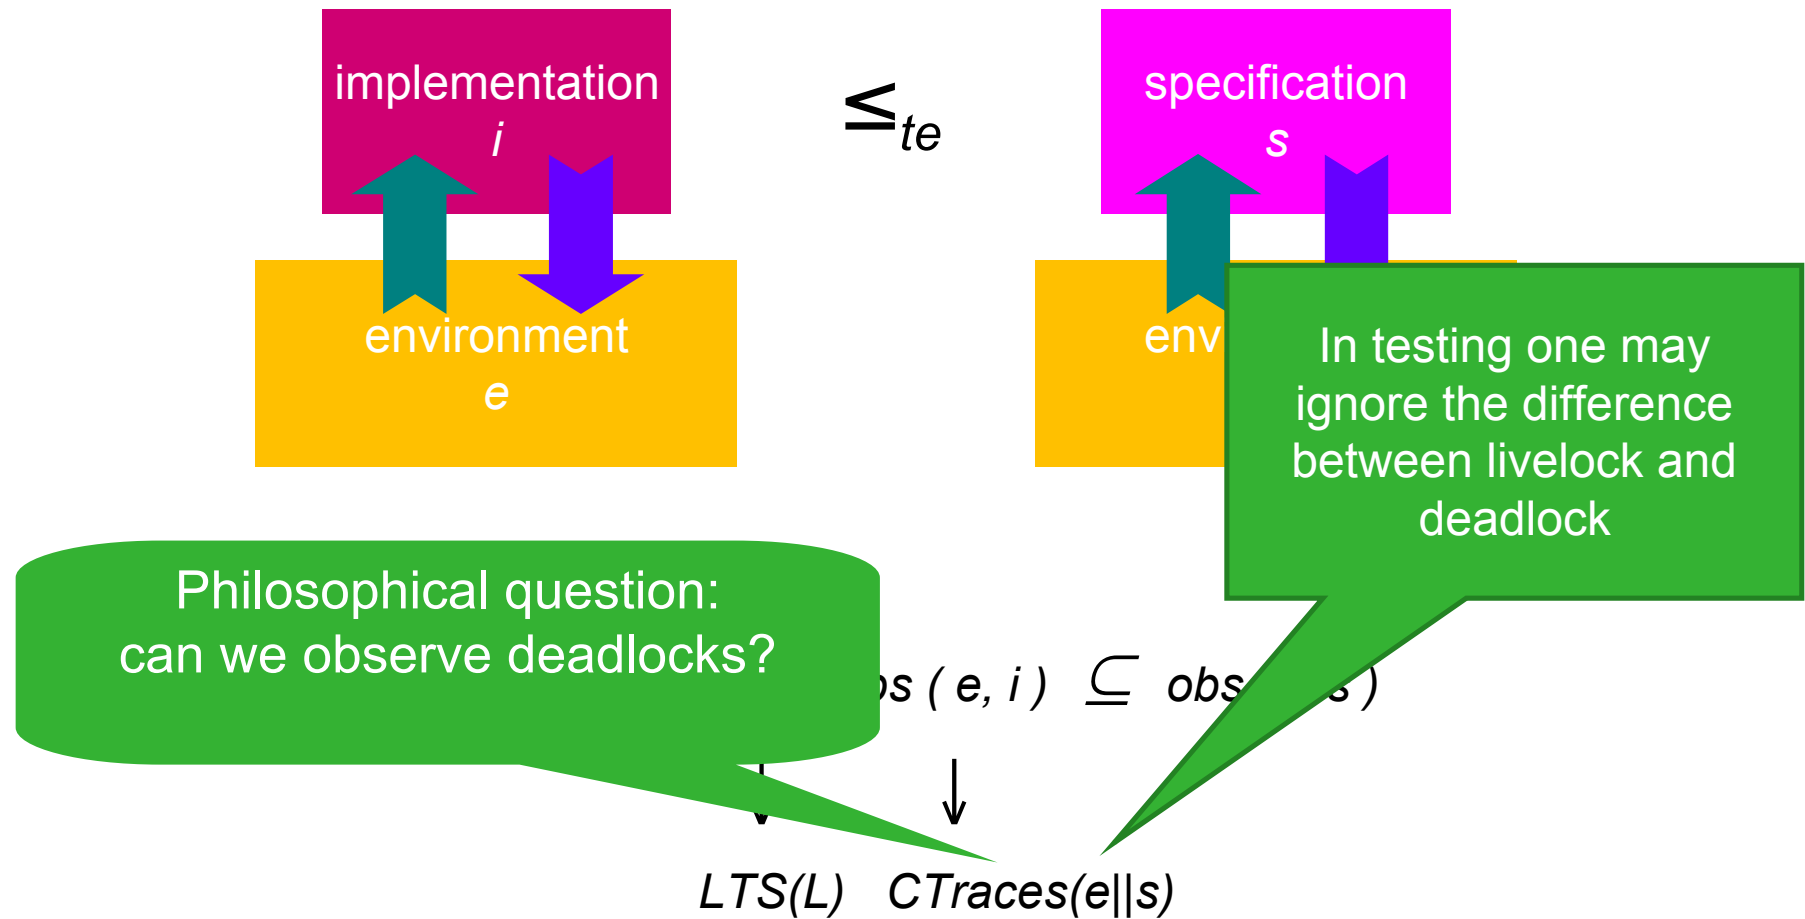 implementation
i
≤te
specification
s
environment
e
env
In testing one may
ignore the difference
between livelock and
deadlock
Philosophical question:
can we observe deadlocks?
s ( e, i ) ⊆ obs s )
↓ ↓
LTS(L) CTraces(e||s)